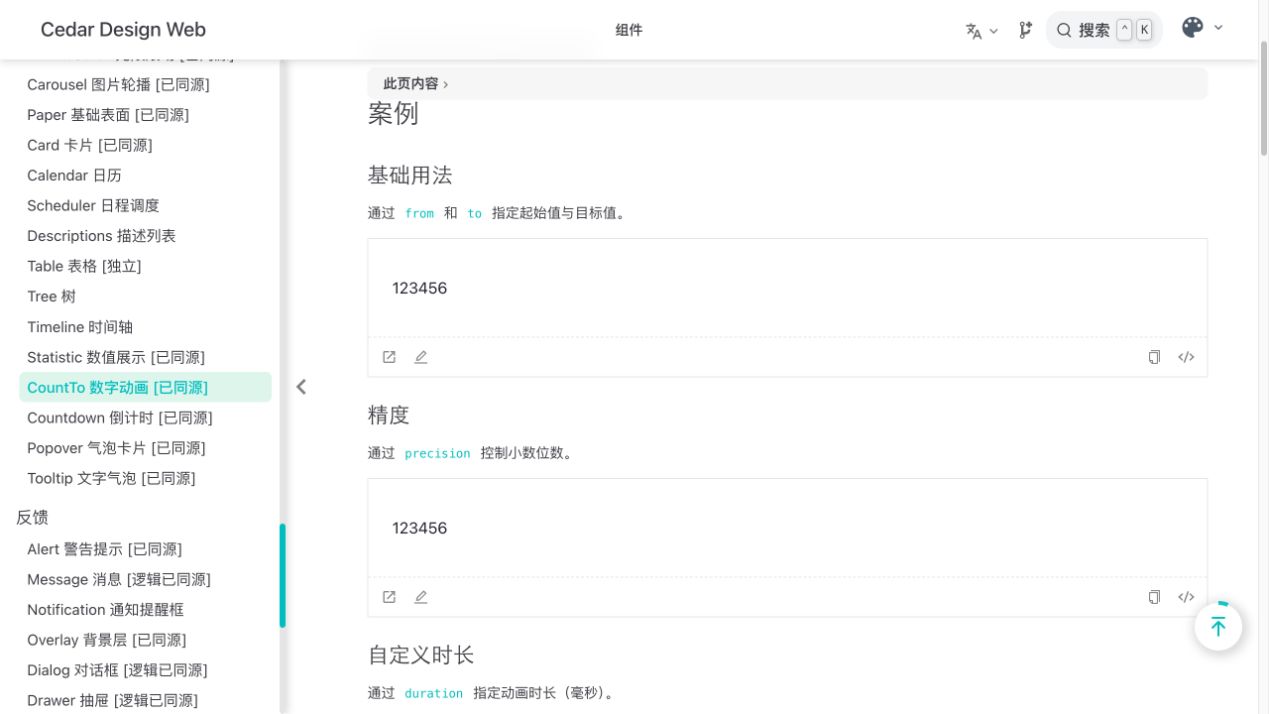 Cedar Design Web
组件
搜索 ^ K
Carousel 图片轮播 [已同源]
Paper 基础表面 [已同源]
Card 卡片 [已同源]
Calendar 日历
Scheduler 日程调度
Descriptions 描述列表
Table 表格 [独立]
Tree 树
Timeline 时间轴
Statistic 数值展示 [已同源]
CountTo 数字动画 [已同源]
Countdown 倒计时 [已同源]
Popover 气泡卡片 [已同源]
Tooltip 文字气泡 [已同源]
反馈
Alert 警告提示 [已同源]
Message 消息 [逻辑已同源]
Notification 通知提醒框
Overlay 背景层 [已同源]
Dialog 对话框 [逻辑已同源]
Drawer 抽屉 [逻辑已同源]
此页内容 ›
案例
基础用法
通过 from 和 to 指定起始值与目标值。
123456
精度
通过 precision 控制小数位数。
123456
自定义时长
通过 duration 指定动画时长（毫秒）。